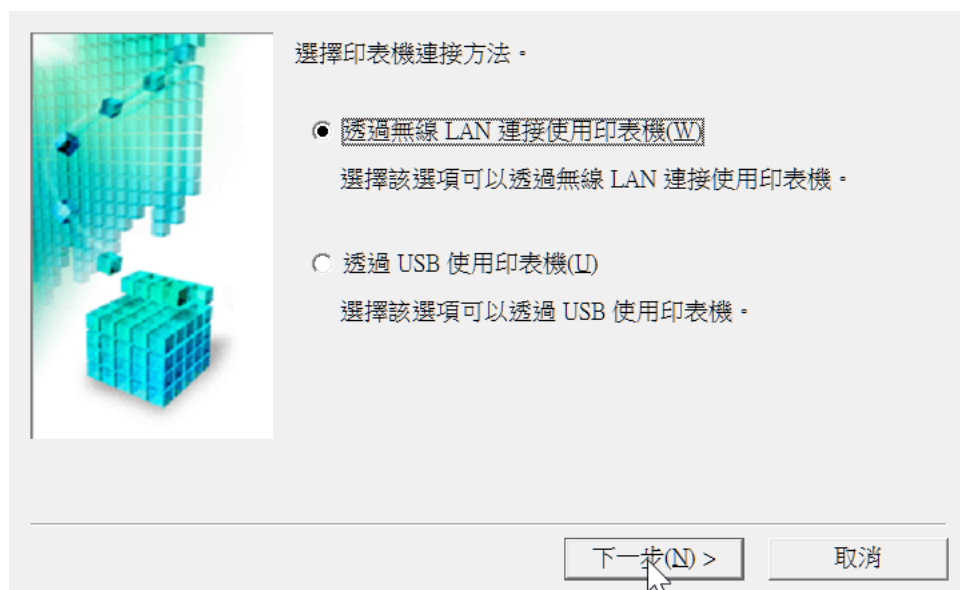 選擇印表機連接方法。
透過無線 LAN 連接使用印表機(W)
選擇該選項可以透過無線 LAN 連接使用印表機。
透過 USB 使用印表機(U)
選擇該選項可以透過 USB 使用印表機。
下一步(N) >
取消